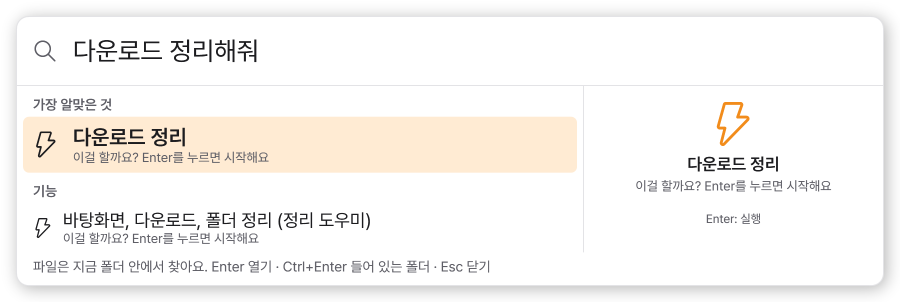 다운로드 정리해줘
가장 알맞은 것
다운로드 정리
이걸 할까요? Enter를 누르면 시작해요
기능
바탕화면, 다운로드, 폴더 정리 (정리 도우미)
이걸 할까요? Enter를 누르면 시작해요
다운로드 정리
이걸 할까요? Enter를 누르면 시작해요
Enter: 실행
파일은 지금 폴더 안에서 찾아요. Enter 열기 · Ctrl+Enter 들어 있는 폴더 · Esc 닫기